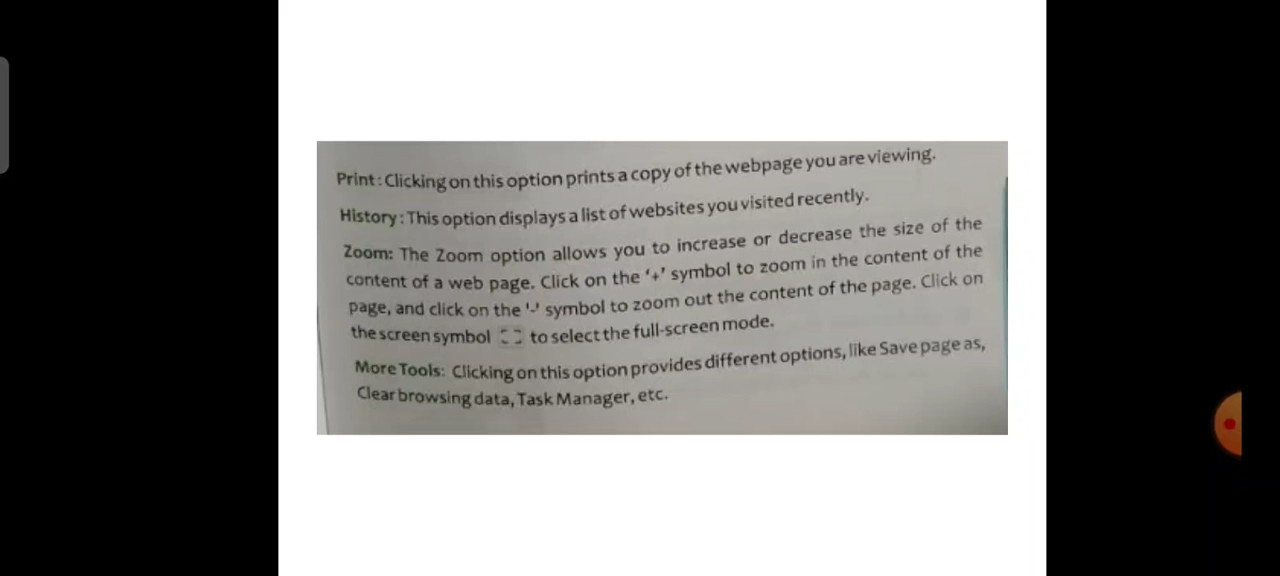 Print: Clicking on this option prints a copy of the webpage you are viewing.
History: This option displays a list of websites you visited recently.
Zoom: The Zoom option allows you to increase or decrease the size of the
content of a web page. Click on the '+' symbol to zoom in the content of the
page, and click on the '-' symbol to zoom out the content of the page. Click on
the screen symbol to select the full-screen mode.
More Tools: Clicking on this option provides different options, like Save page as,
Clear browsing data, Task Manager, etc.